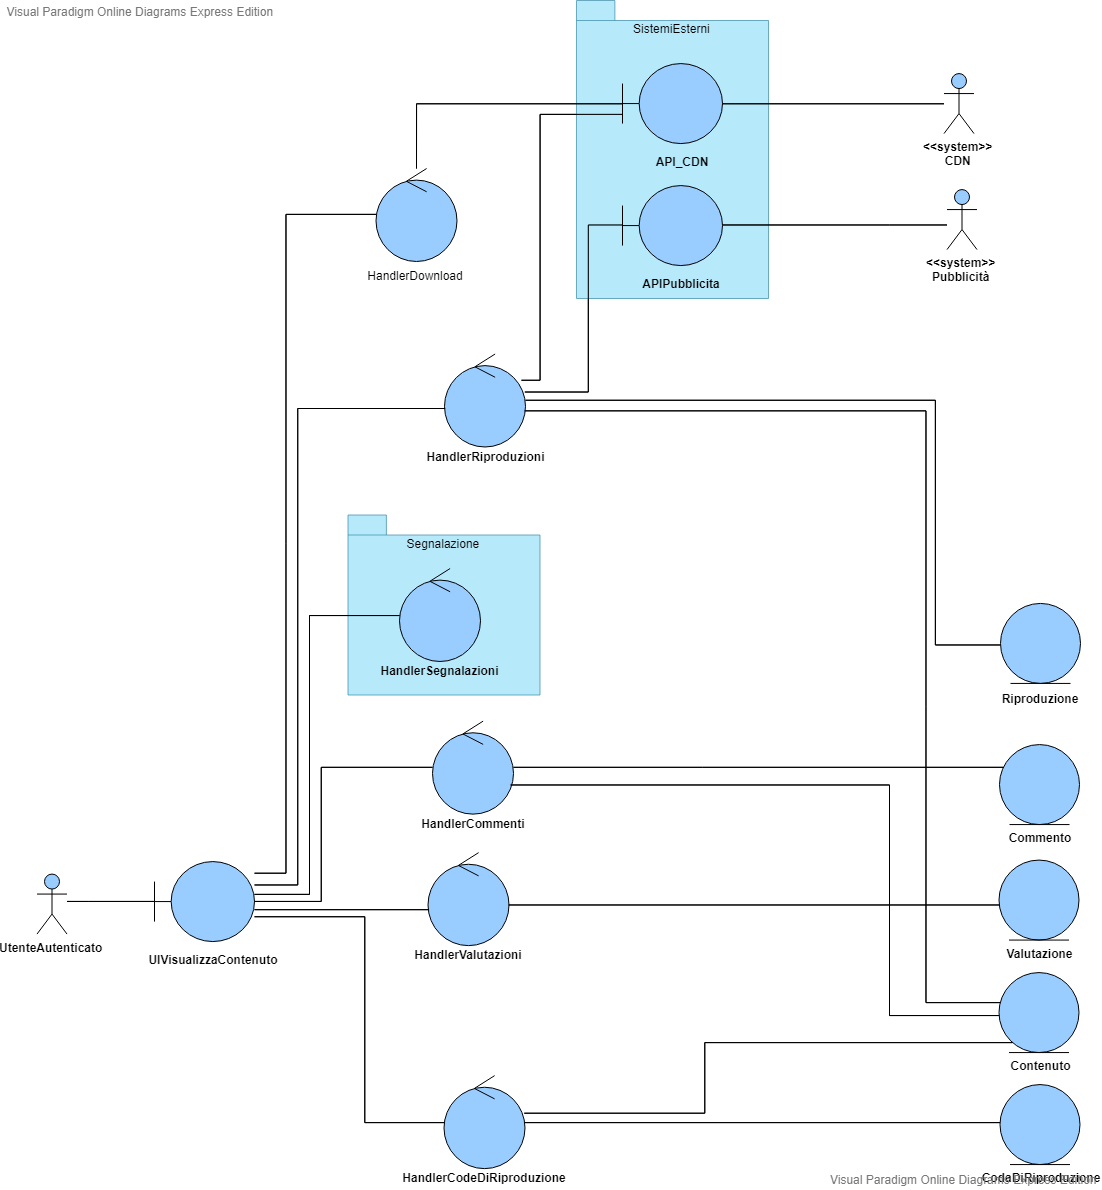 Visual Paradigm Online Diagrams Express Edition
SistemiEsterni
API_CDN
<<system>>
CDN
APIPubblicita
<<system>>
Pubblicità
HandlerDownload
HandlerRiproduzioni
Segnalazione
HandlerSegnalazioni
Riproduzione
HandlerCommenti
Commento
UtenteAutenticato
UIVisualizzaContenuto
HandlerValutazioni
Valutazione
Contenuto
HandlerCodeDiRiproduzione
CodaDiRiproduzione
Visual Paradigm Online Diagrams Express Edition